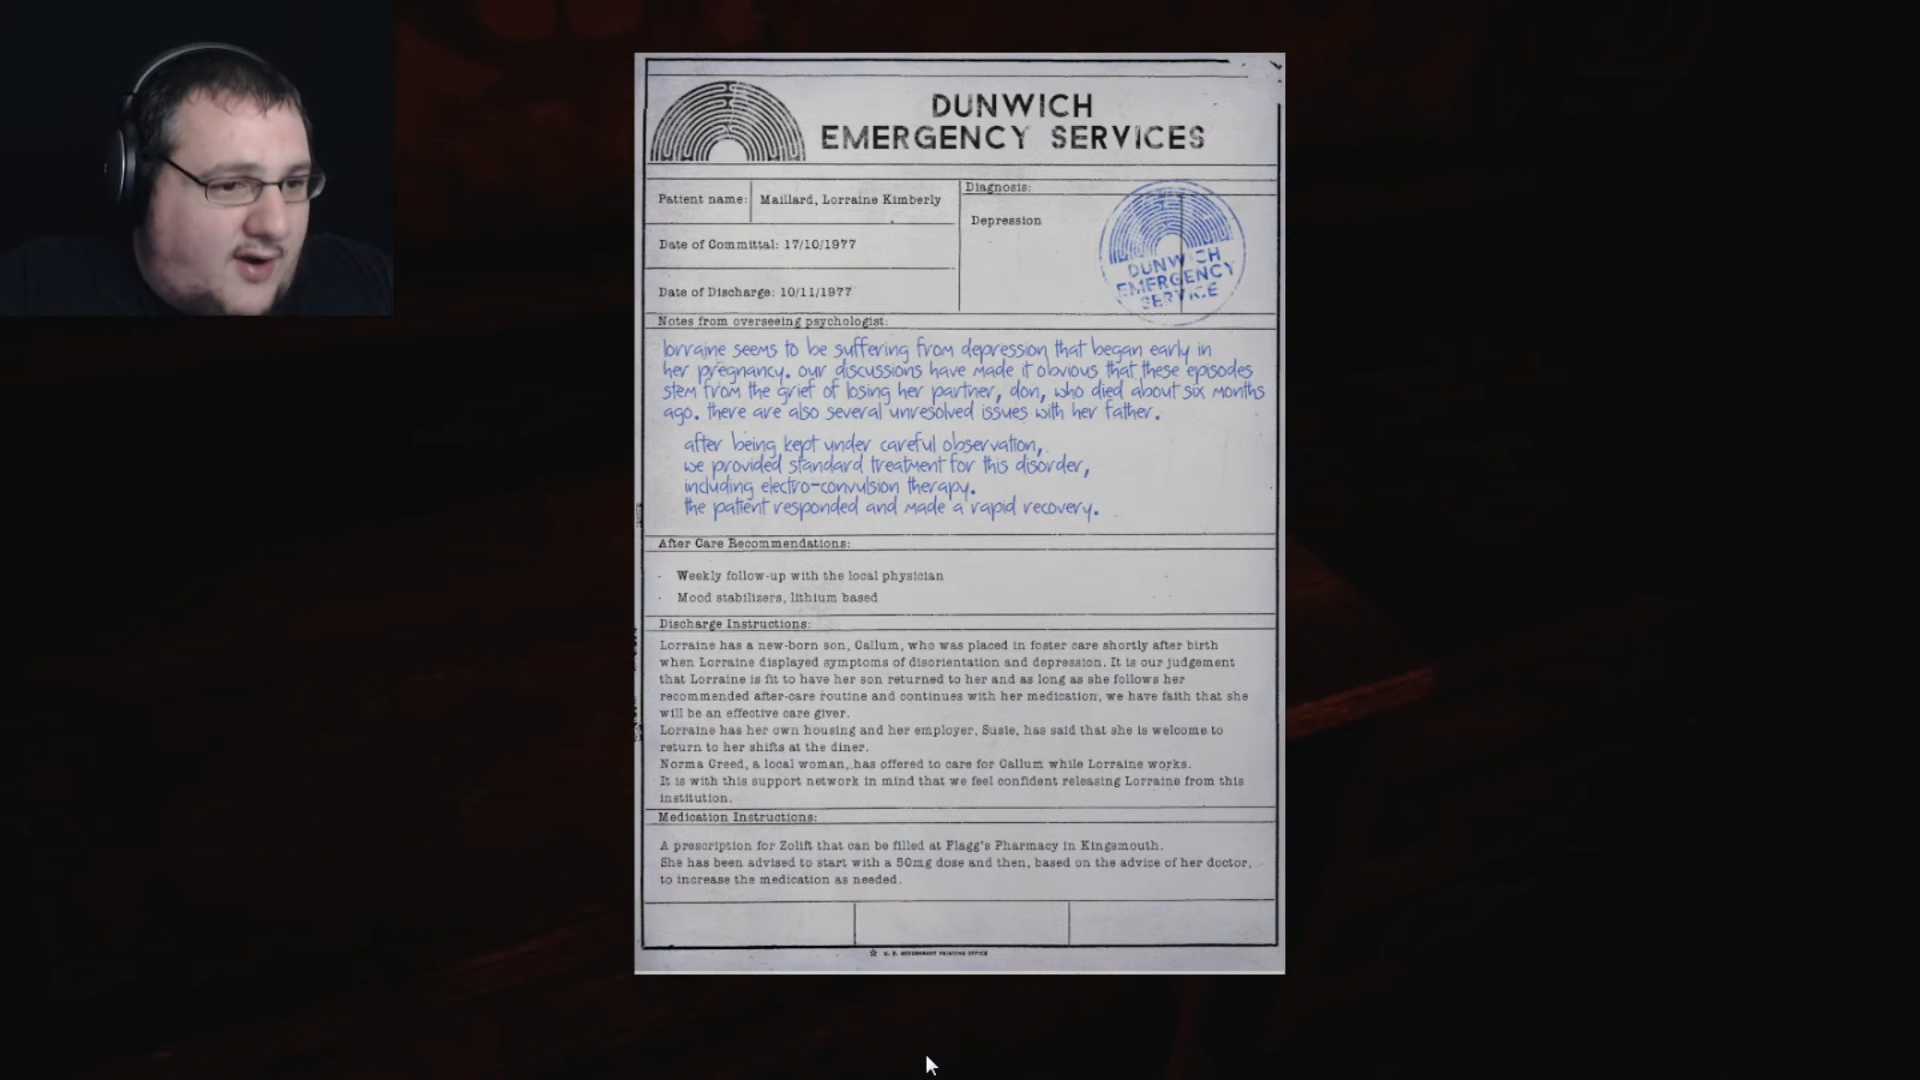 DUNWICH
EMERGENCY SERVICES
Patient name: Maillard, Lorraine Kimberly
Diagnosis:
Depression
Date of Committal: 17/10/1977
Date of Discharge: 10/11/1977
DUNWICH
EMERGENCY
SERVICE
Notes from overseeing psychologist:
lorraine seems to be suffering from depression that began early in
her pregnancy. our discussions have made it obvious that these episodes
stem from the grief of losing her partner, don, who died about six months
ago. there are also several unresolved issues with her father.
after being kept under careful observation,
we provided standard treatment for this disorder,
including electro-convulsion therapy.
the patient responded and made a rapid recovery.
After Care Recommendations:
- Weekly follow-up with the local physician
- Mood stabilizers, lithium based
Discharge Instructions:
Lorraine has a new-born son, Callum, who was placed in foster care shortly after birth
when Lorraine displayed symptoms of disorientation and depression. It is our judgement
that Lorraine is fit to have her son returned to her and as long as she follows her
recommended after-care routine and continues with her medication, we have faith that she
will be an effective care giver.
Lorraine has her own housing and her employer, Susie, has said that she is welcome to
return to her shifts at the diner.
Norma Creed, a local woman, has offered to care for Callum while Lorraine works.
It is with this support network in mind that we feel confident releasing Lorraine from this
institution.
Medication Instructions:
A prescription for Zolift that can be filled at Flagg's Pharmacy in Kingsmouth.
She has been advised to start with a 50mg dose and then, based on the advice of her doctor,
to increase the medication as needed.
GOVERNMENT PRINTING OFFICE